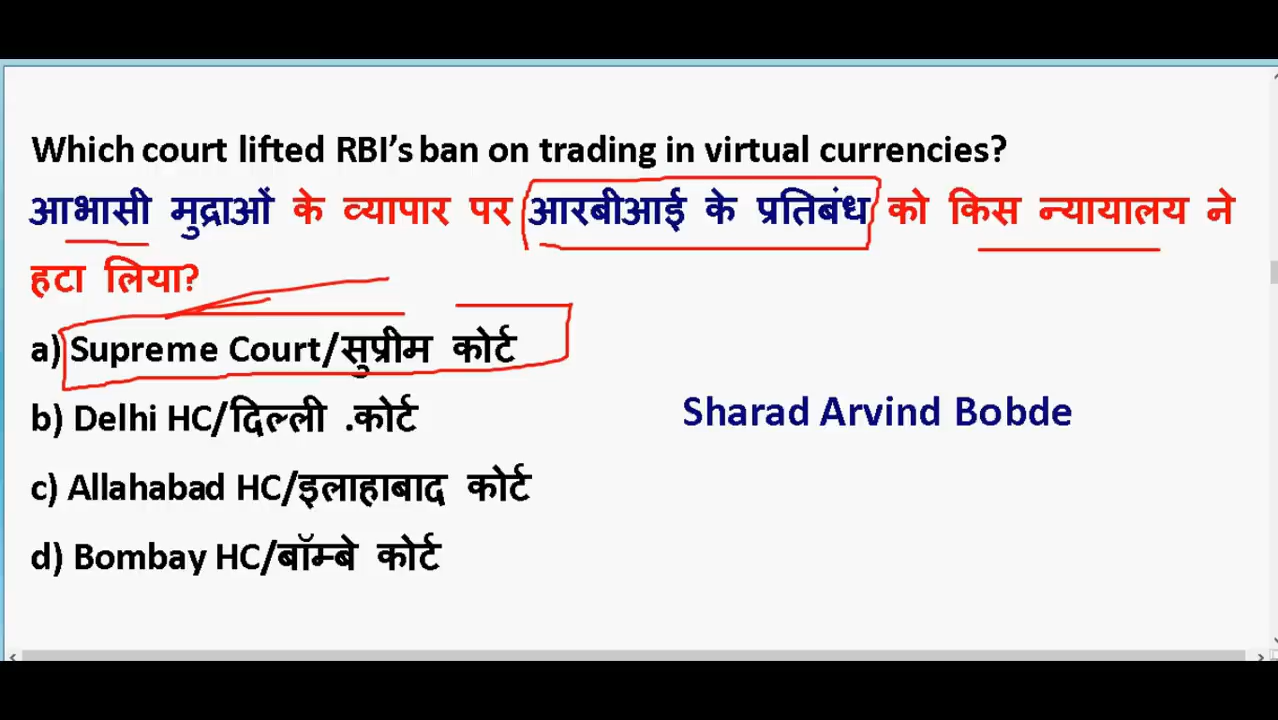 Which court lifted RBI’s ban on trading in virtual currencies?
आभासी मुद्राओं के व्यापार पर आरबीआई के प्रतिबंध को किस न्यायालय ने
हटा लिया?
a) Supreme Court/सुप्रीम कोर्ट
b) Delhi HC/दिल्ली .कोर्ट
Sharad Arvind Bobde
c) Allahabad HC/इलाहाबाद कोर्ट
d) Bombay HC/बॉम्बे कोर्ट